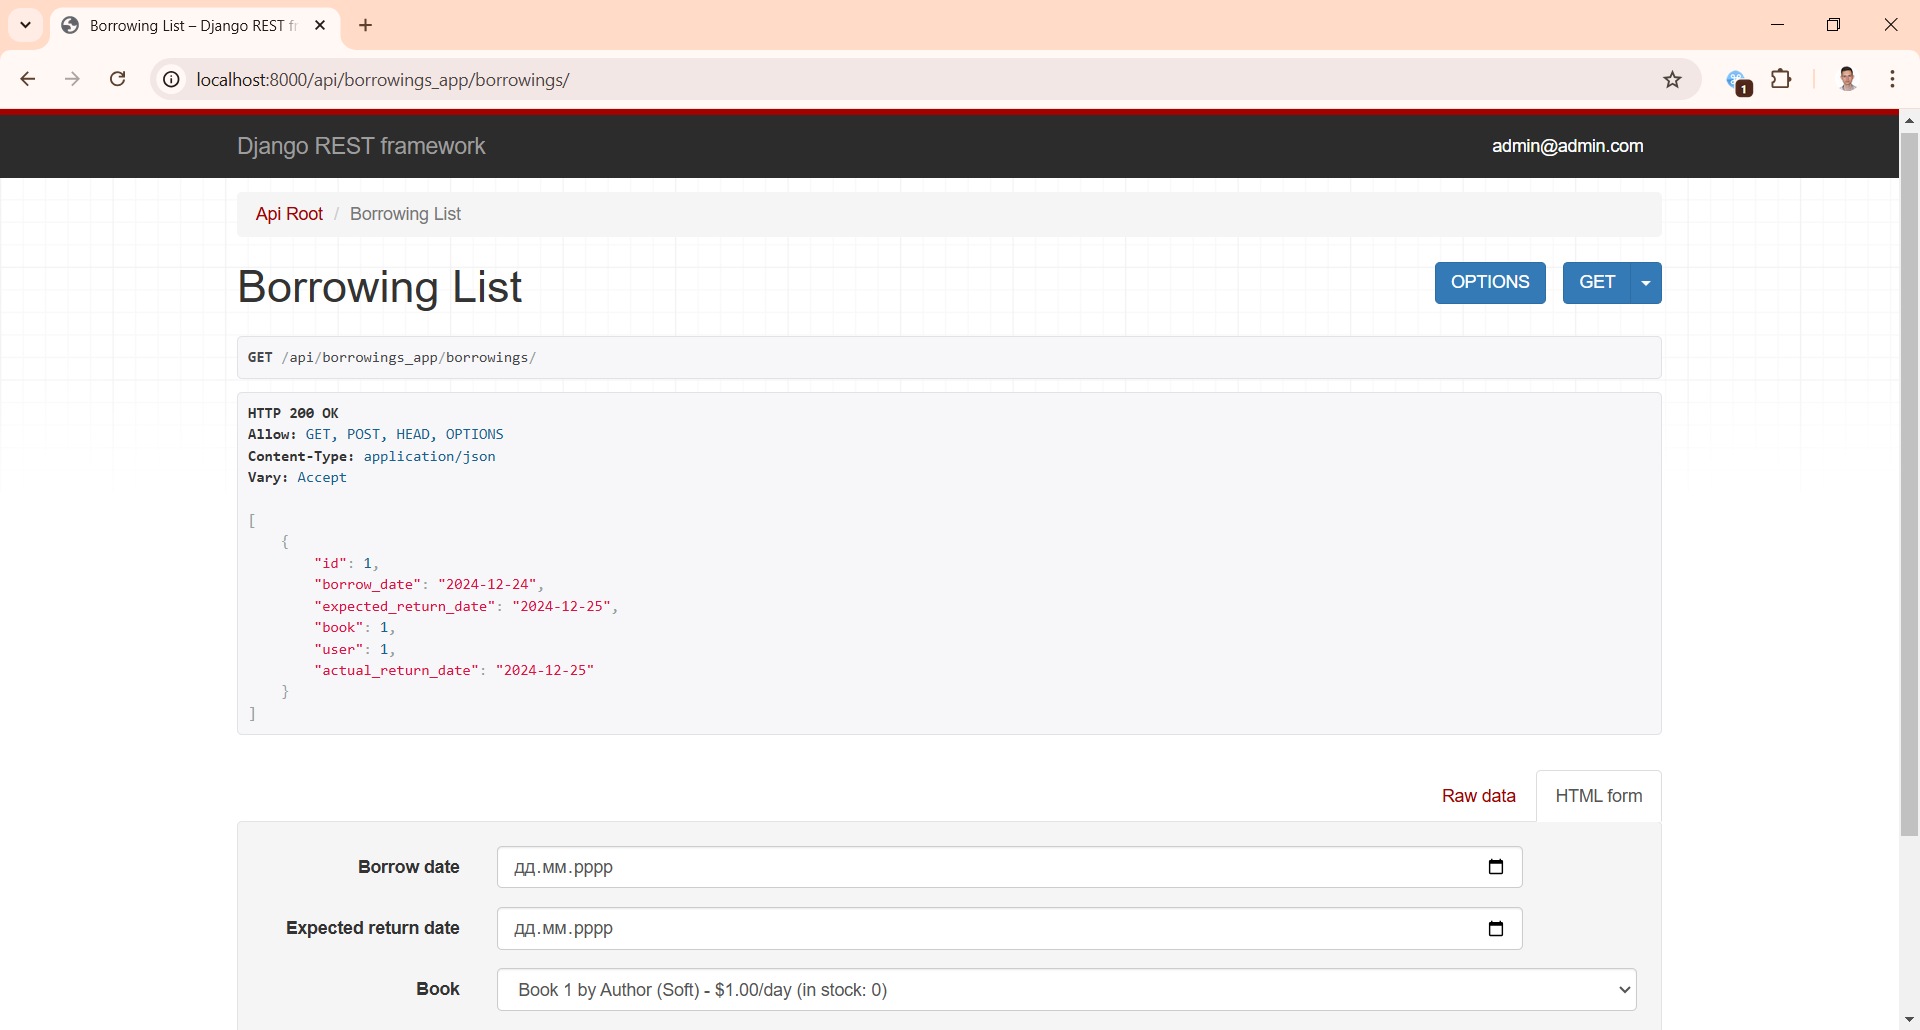 Borrowing List – Django REST fr
localhost:8000/api/borrowings_app/borrowings/
1
Django REST framework
admin@admin.com
Api Root / Borrowing List
Borrowing List
OPTIONS
GET
GET /api/borrowings_app/borrowings/
HTTP 200 OK
Allow: GET, POST, HEAD, OPTIONS
Content-Type: application/json
Vary: Accept
[
    {
        "id": 1,
        "borrow_date": "2024-12-24",
        "expected_return_date": "2024-12-25",
        "book": 1,
        "user": 1,
        "actual_return_date": "2024-12-25"
    }
]
Raw data
HTML form
Borrow date
дд.мм.рррр
Expected return date
дд.мм.рррр
Book
Book 1 by Author (Soft) - $1.00/day (in stock: 0)